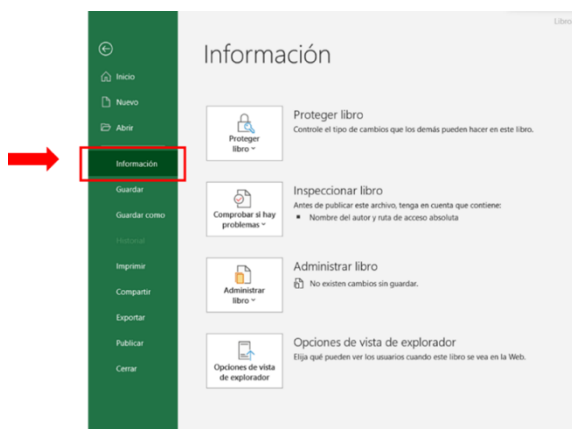 Libro
Información
Inicio
Nuevo
Abrir
Información
Guardar
Guardar como
Historial
Imprimir
Compartir
Exportar
Publicar
Cerrar
Proteger
libro
Proteger libro
Controle el tipo de cambios que los demás pueden hacer en este libro.
Comprobar si hay
problemas
Inspeccionar libro
Antes de publicar este archivo, tenga en cuenta que contiene:
Nombre del autor y ruta de acceso absoluta
Administrar
libro
Administrar libro
No existen cambios sin guardar.
Opciones de vista
de explorador
Opciones de vista de explorador
Elija qué pueden ver los usuarios cuando este libro se vea en la Web.